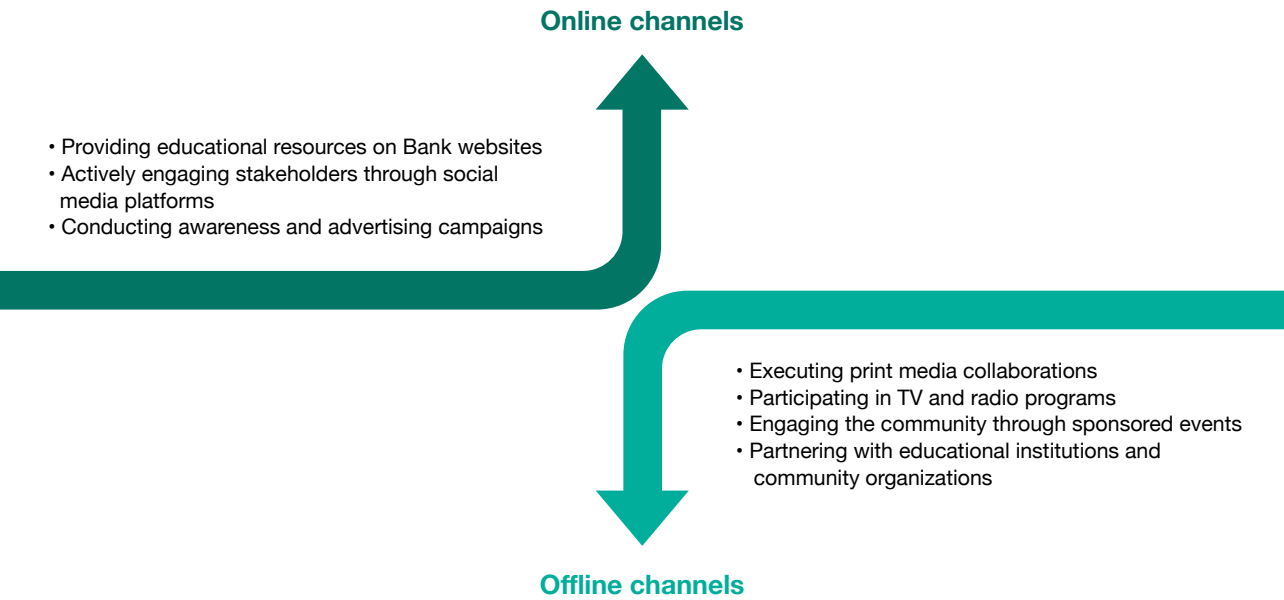 Online channels
• Providing educational resources on Bank websites
• Actively engaging stakeholders through social
media platforms
• Conducting awareness and advertising campaigns
• Executing print media collaborations
• Participating in TV and radio programs
• Engaging the community through sponsored events
• Partnering with educational institutions and
community organizations
Offline channels